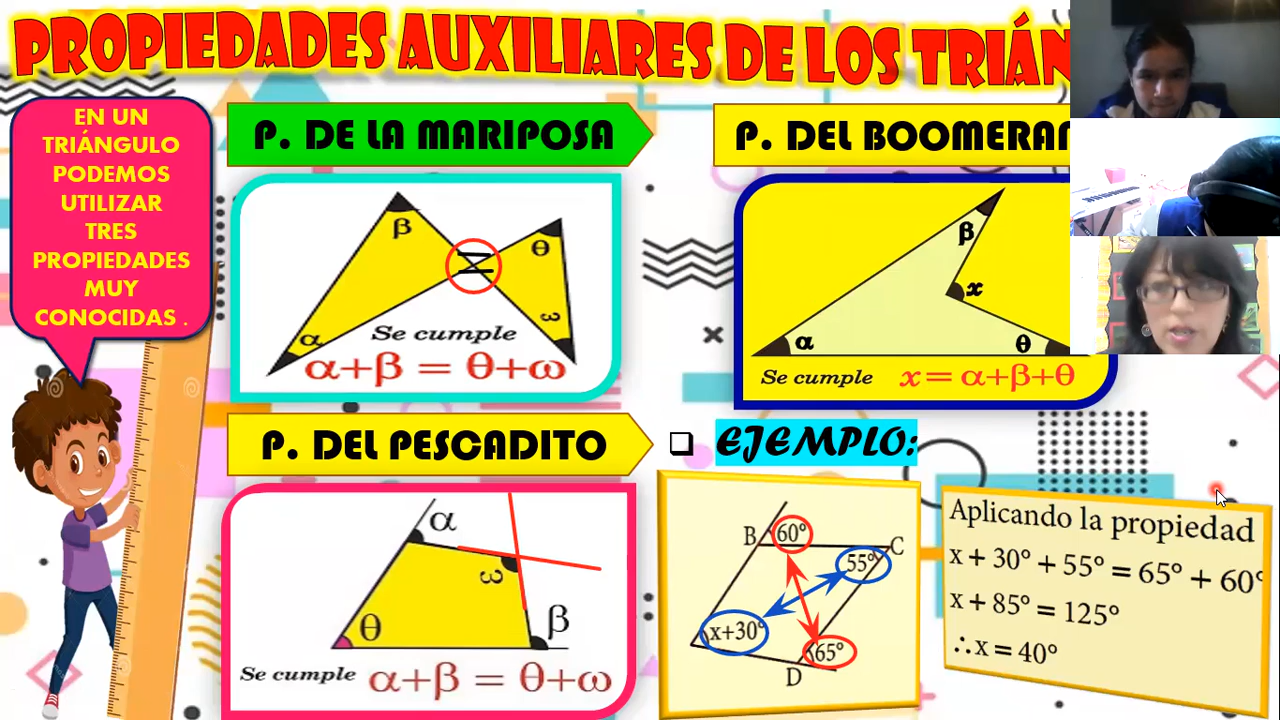 PROPIEDADES AUXILIARES DE LOS TRIÁN
EN UN
TRIÁNGULO
PODEMOS
UTILIZAR
TRES
PROPIEDADES
MUY
CONOCIDAS .
P. DE LA MARIPOSA
β
θ
α
ω
Se cumple
α+β = θ+ω
P. DEL BOOMERAN
β
x
α
θ
Se cumple x = α+β+θ
P. DEL PESCADITO
α
ω
θ
β
Se cumple α+β = θ+ω
EJEMPLO:
B 60° C
55°
x+30°
65°
D
Aplicando la propiedad
x + 30° + 55° = 65° + 60°
x + 85° = 125°
∴x = 40°